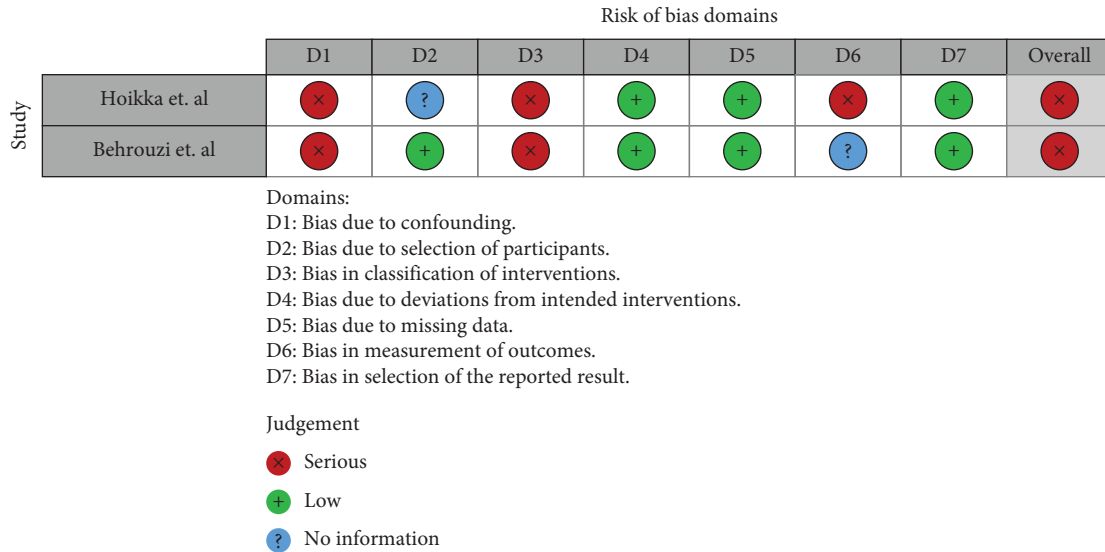 Risk of bias domains
D1 D2 D3 D4 D5 D6 D7 Overall
Study
Hoikka et. al × ? × + + × + ×
Behrouzi et. al × + × + + ? + ×
Domains:
D1: Bias due to confounding.
D2: Bias due to selection of participants.
D3: Bias in classification of interventions.
D4: Bias due to deviations from intended interventions.
D5: Bias due to missing data.
D6: Bias in measurement of outcomes.
D7: Bias in selection of the reported result.
Judgement
× Serious
+ Low
? No information